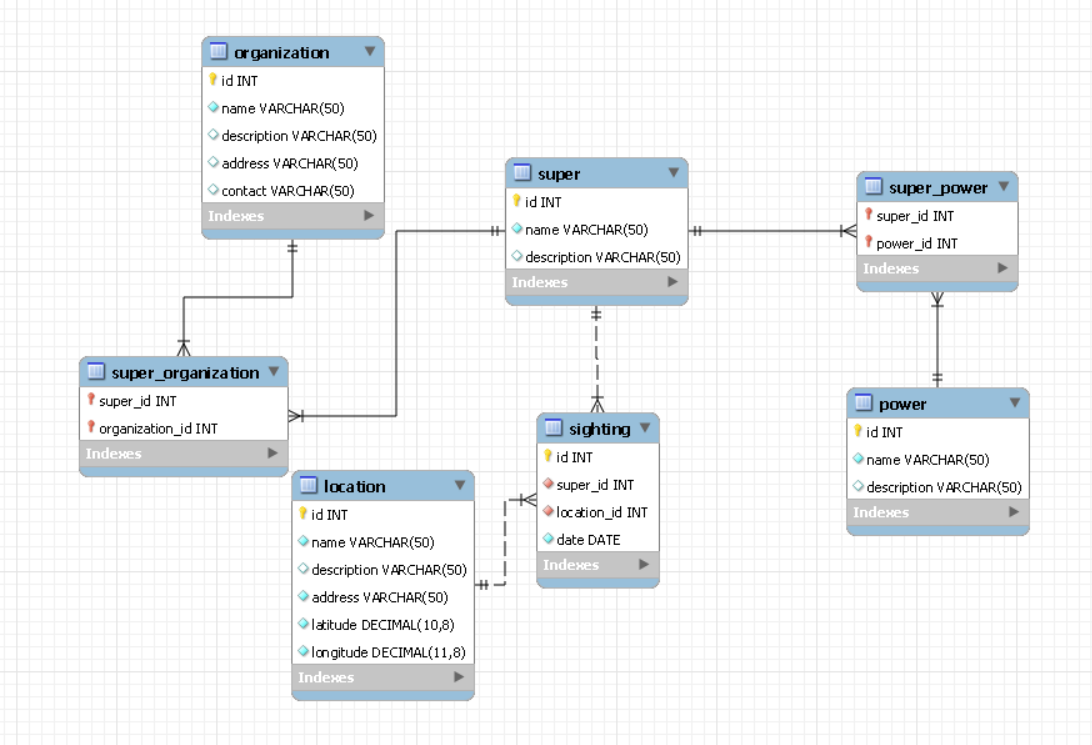 organization
id INT
name VARCHAR(50)
description VARCHAR(50)
address VARCHAR(50)
contact VARCHAR(50)
Indexes
super
id INT
name VARCHAR(50)
description VARCHAR(50)
Indexes
super_power
super_id INT
power_id INT
Indexes
super_organization
super_id INT
organization_id INT
Indexes
sighting
id INT
super_id INT
location_id INT
date DATE
Indexes
power
id INT
name VARCHAR(50)
description VARCHAR(50)
Indexes
location
id INT
name VARCHAR(50)
description VARCHAR(50)
address VARCHAR(50)
latitude DECIMAL(10,8)
longitude DECIMAL(11,8)
Indexes